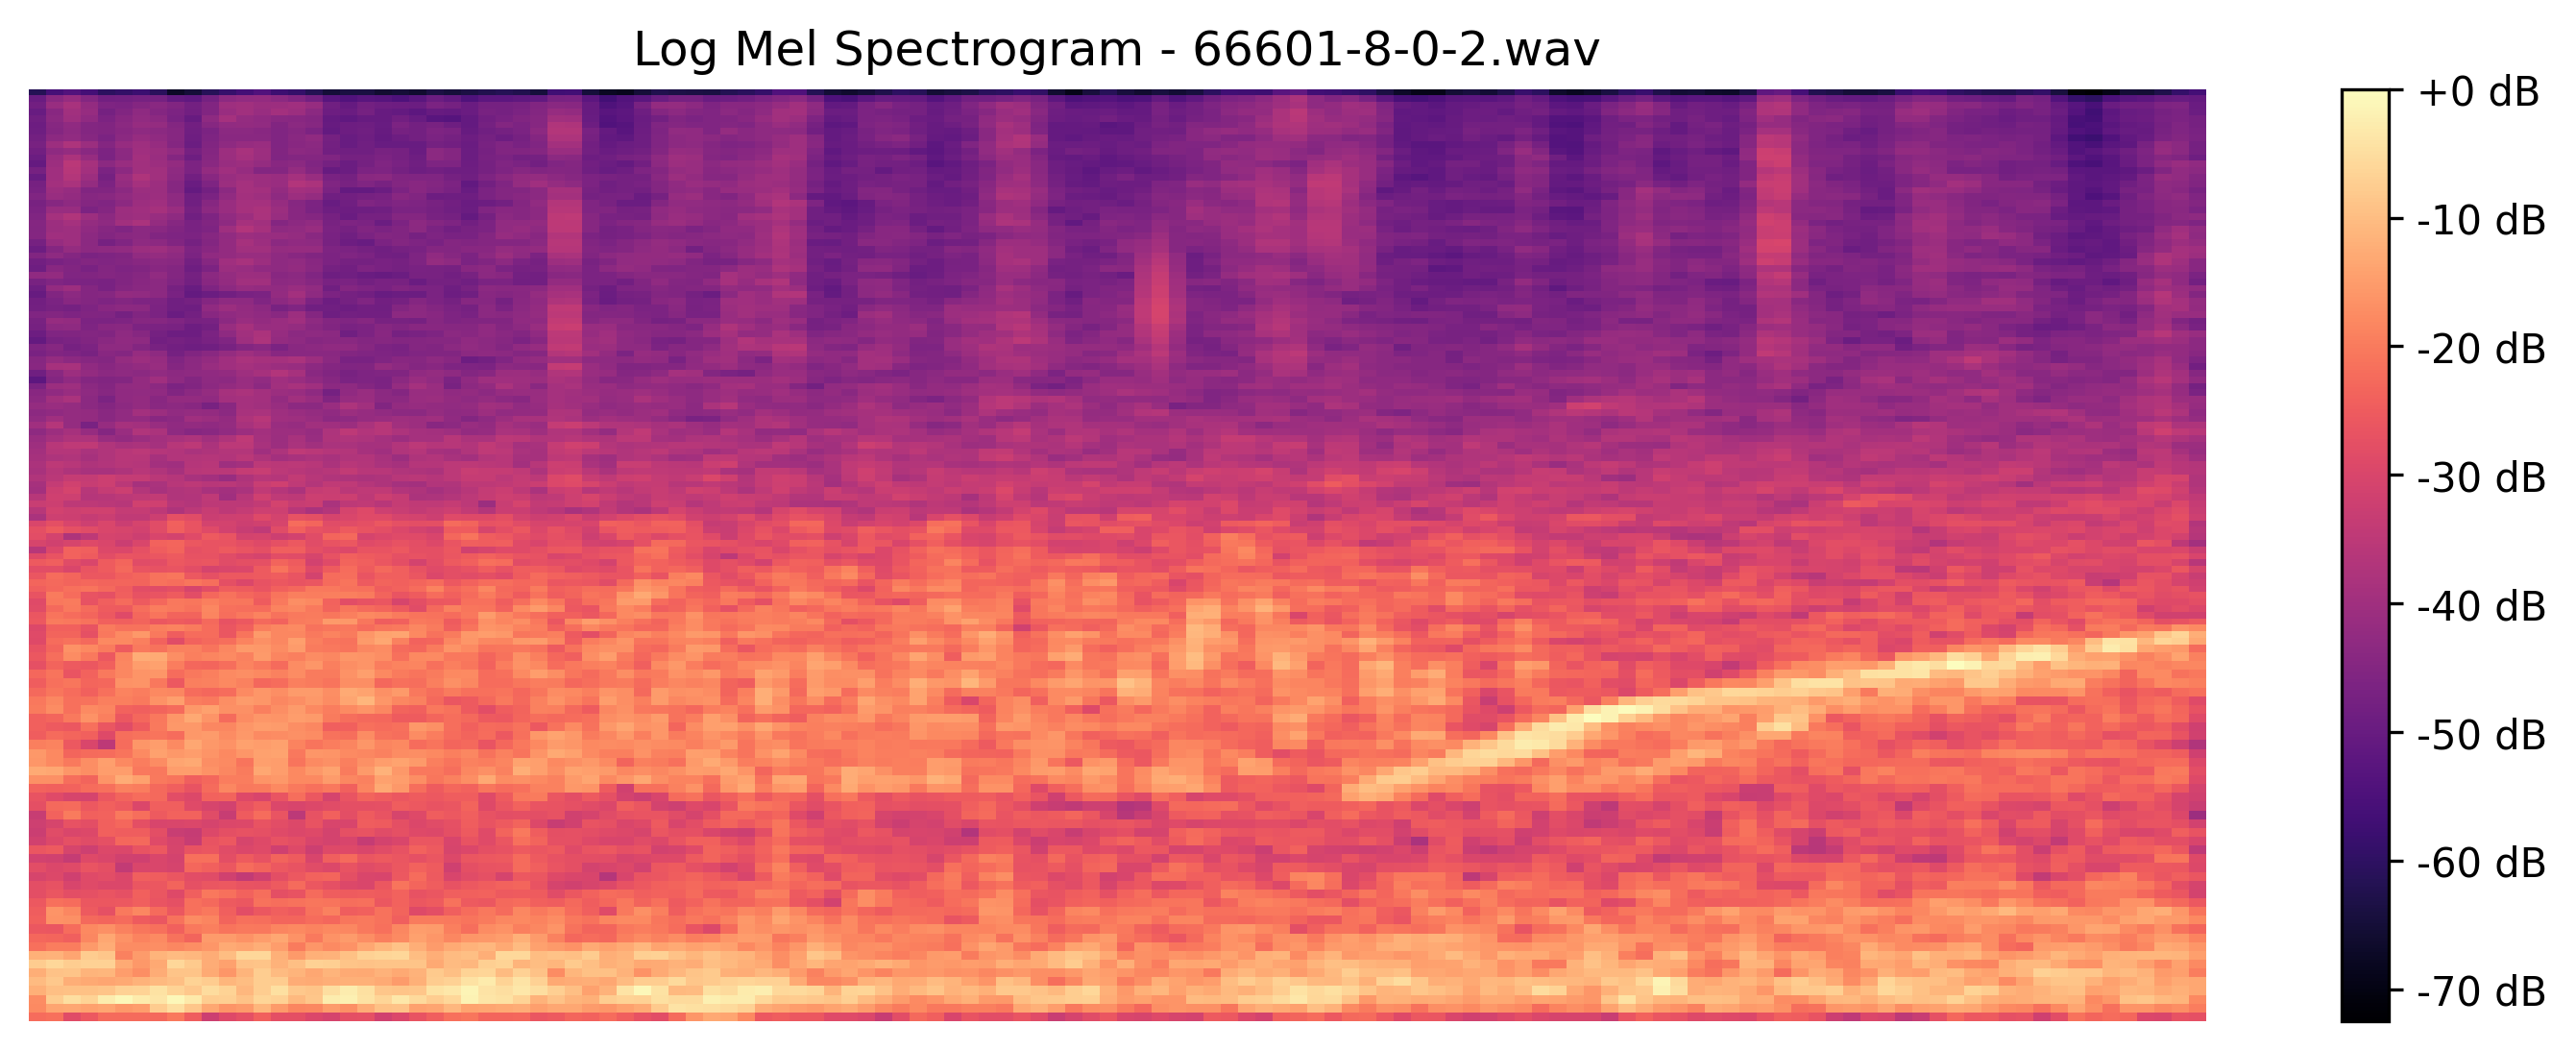 Log Mel Spectrogram - 66601-8-0-2.wav
+0 dB
-10 dB
-20 dB
-30 dB
-40 dB
-50 dB
-60 dB
-70 dB